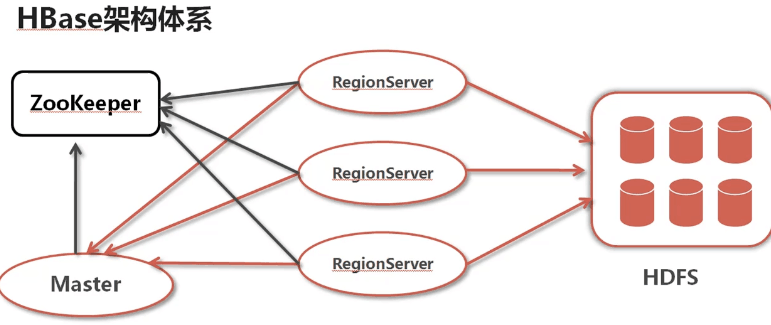 HBase架构体系
ZooKeeper
RegionServer
RegionServer
RegionServer
Master
HDFS